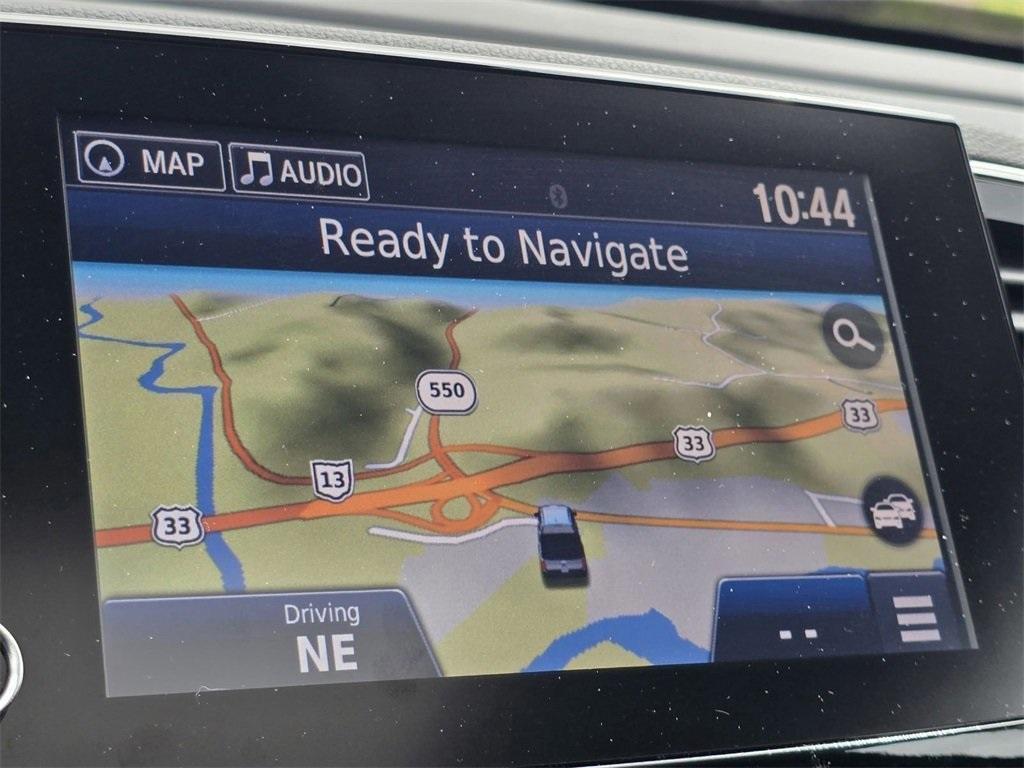 MAP
AUDIO
10:44
Ready to Navigate
550
33
33
13
33
Driving
NE
--